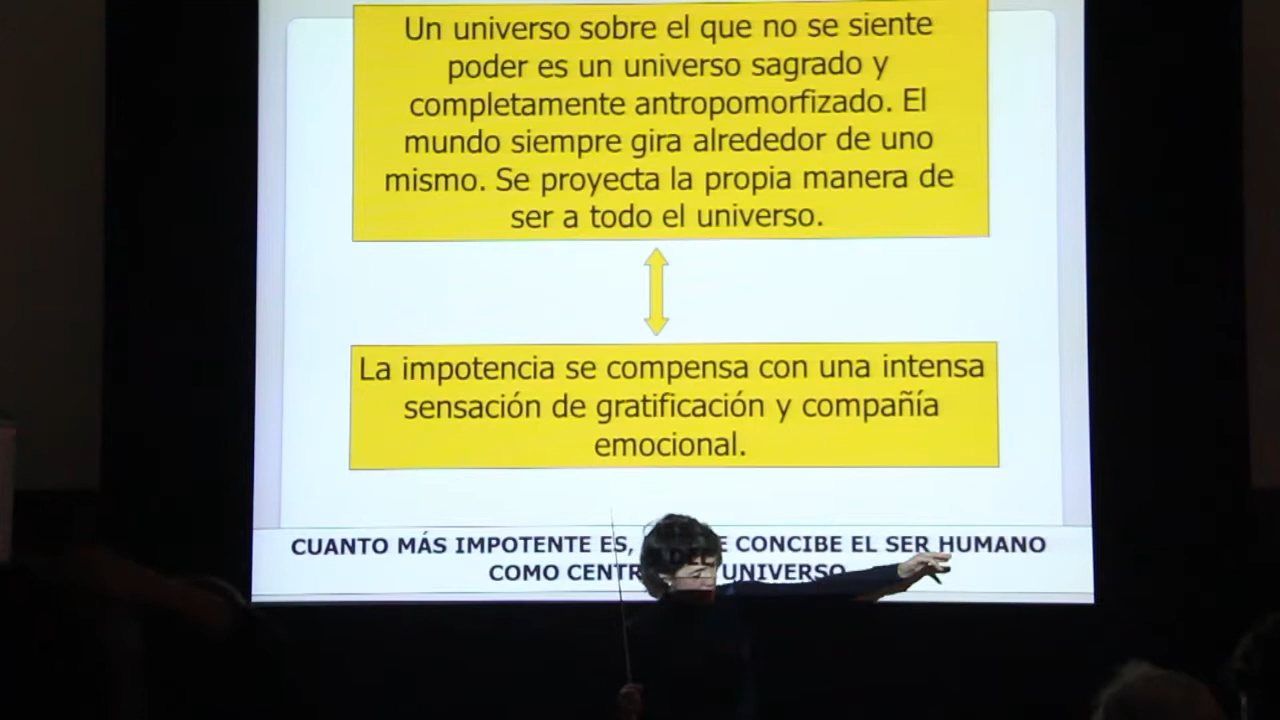 Un universo sobre el que no se siente
poder es un universo sagrado y
completamente antropomorfizado. El
mundo siempre gira alrededor de uno
mismo. Se proyecta la propia manera de
ser a todo el universo.
La impotencia se compensa con una intensa
sensación de gratificación y compañía
emocional.
CUANTO MÁS IMPOTENTE ES, CONCIBE EL SER HUMANO
COMO DEL UNIVERSO